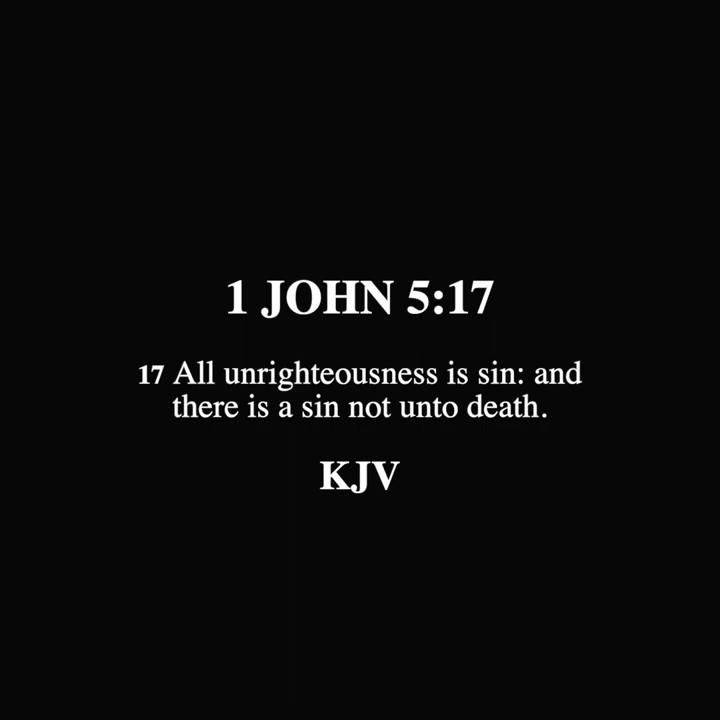 1 JOHN 5:17
17 All unrighteousness is sin: and
there is a sin not unto death.
KJV